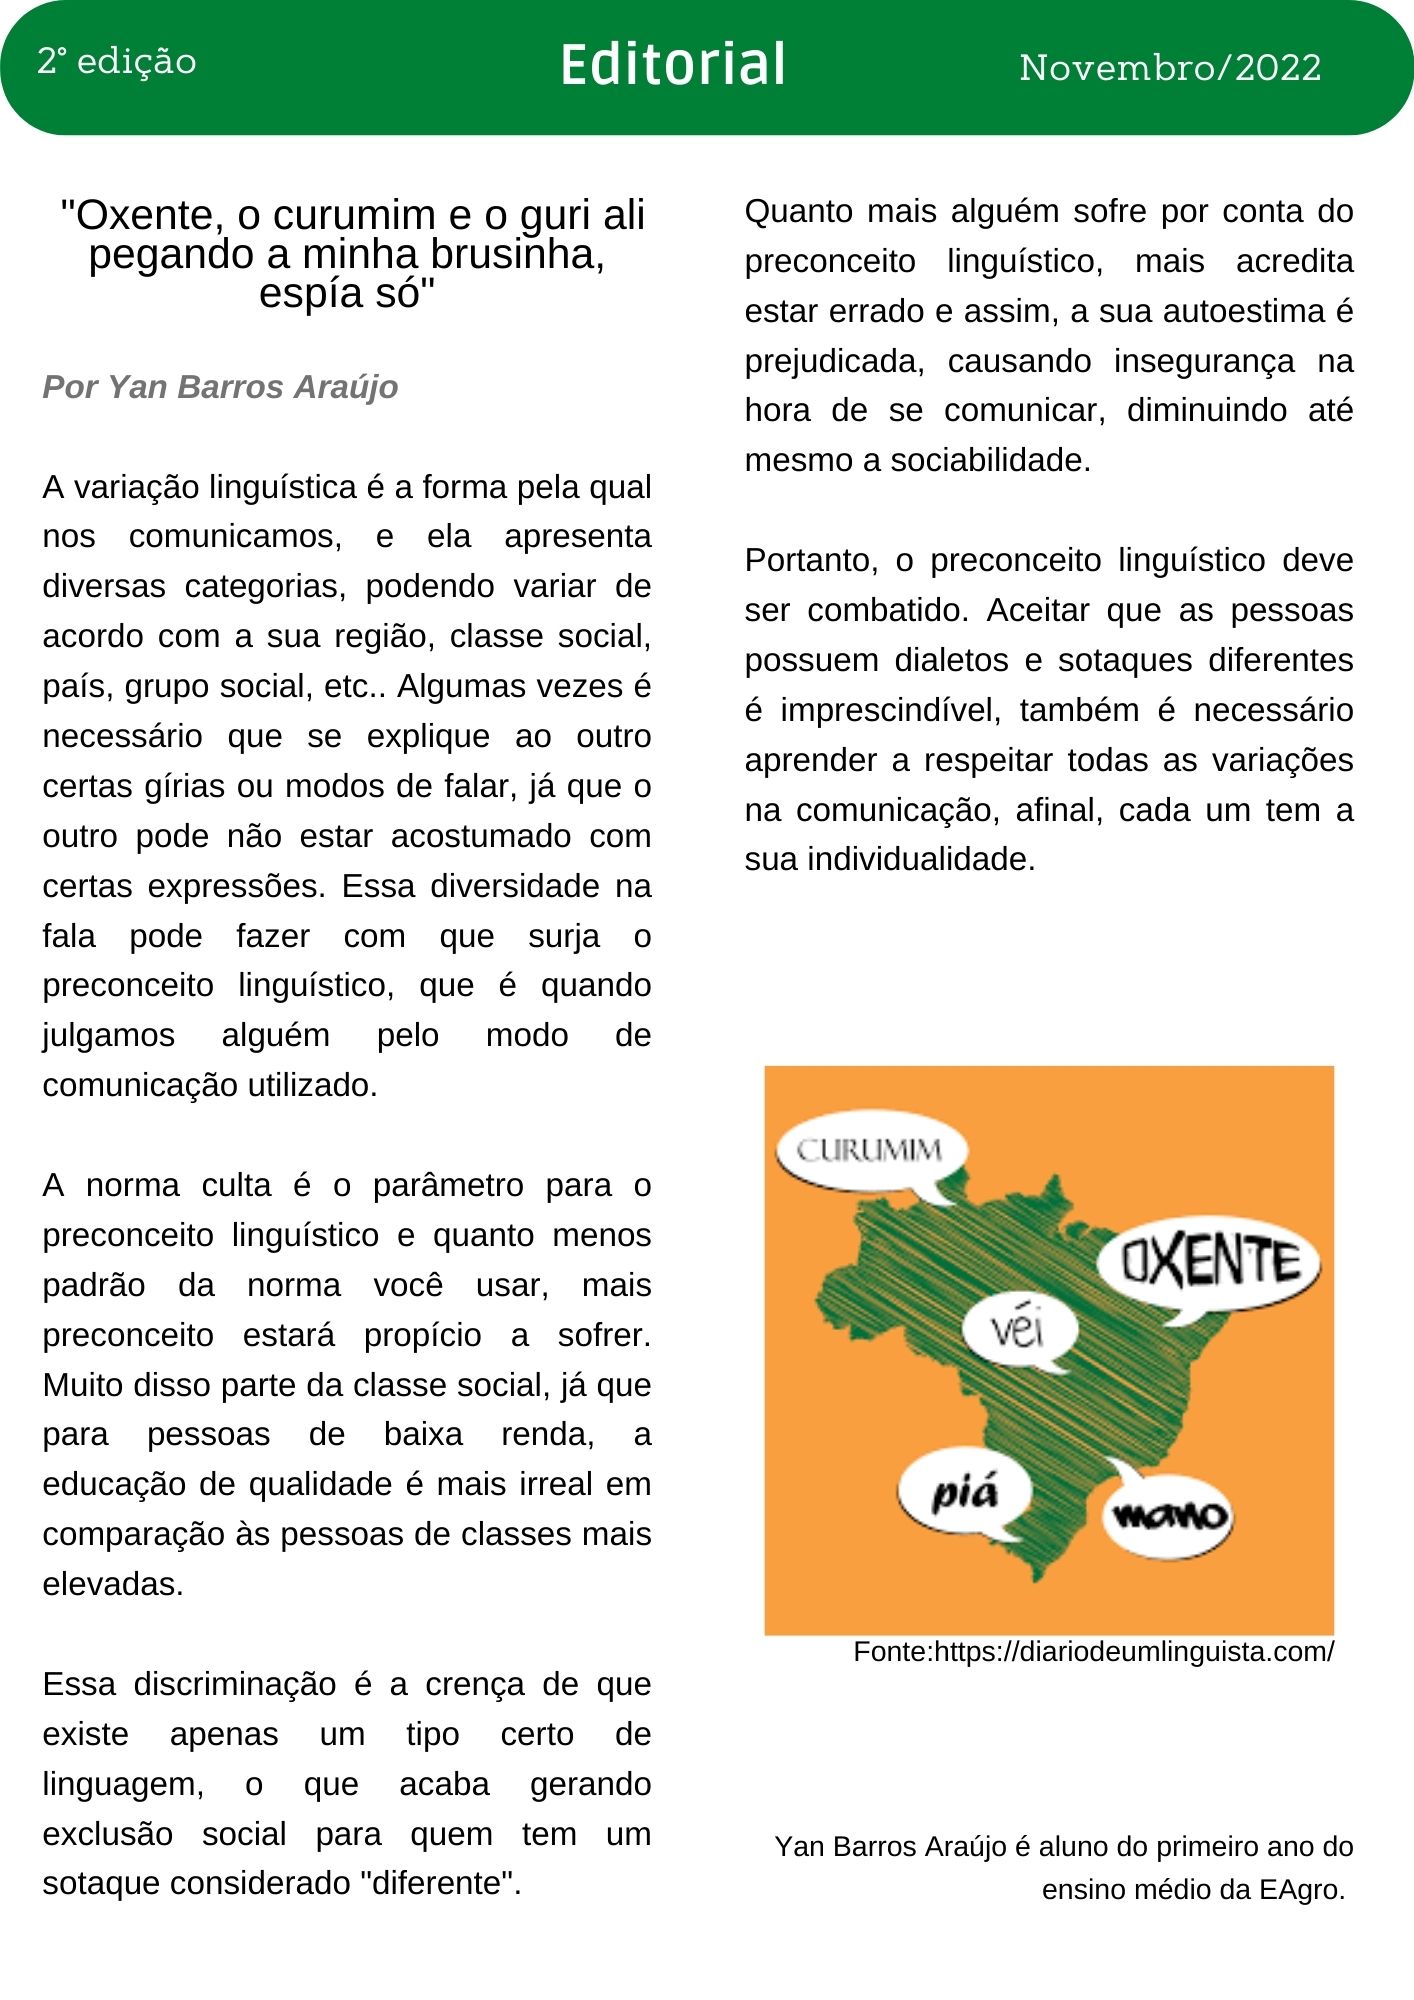 2° edição
Editorial
Novembro/2022
"Oxente, o curumim e o guri ali
pegando a minha brusinha,
espía só"
Por Yan Barros Araújo
A variação linguística é a forma pela qual
nos comunicamos, e ela apresenta
diversas categorias, podendo variar de
acordo com a sua região, classe social,
país, grupo social, etc.. Algumas vezes é
necessário que se explique ao outro
certas gírias ou modos de falar, já que o
outro pode não estar acostumado com
certas expressões. Essa diversidade na
fala pode fazer com que surja o
preconceito linguístico, que é quando
julgamos alguém pelo modo de
comunicação utilizado.
A norma culta é o parâmetro para o
preconceito linguístico e quanto menos
padrão da norma você usar, mais
preconceito estará propício a sofrer.
Muito disso parte da classe social, já que
para pessoas de baixa renda, a
educação de qualidade é mais irreal em
comparação às pessoas de classes mais
elevadas.
Essa discriminação é a crença de que
existe apenas um tipo certo de
linguagem, o que acaba gerando
exclusão social para quem tem um
sotaque considerado "diferente".
Quanto mais alguém sofre por conta do
preconceito linguístico, mais acredita
estar errado e assim, a sua autoestima é
prejudicada, causando insegurança na
hora de se comunicar, diminuindo até
mesmo a sociabilidade.
Portanto, o preconceito linguístico deve
ser combatido. Aceitar que as pessoas
possuem dialetos e sotaques diferentes
é imprescindível, também é necessário
aprender a respeitar todas as variações
na comunicação, afinal, cada um tem a
sua individualidade.
CURUMIM
OXENTE
véi
piá
mano
Fonte:https://diariodeumlinguista.com/
Yan Barros Araújo é aluno do primeiro ano do
ensino médio da EAgro.